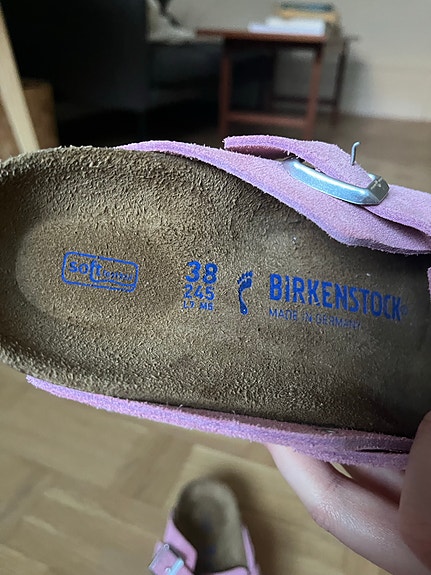 soft
38
245
L7 M5
BIRKENSTOCK
MADE IN GERMANY